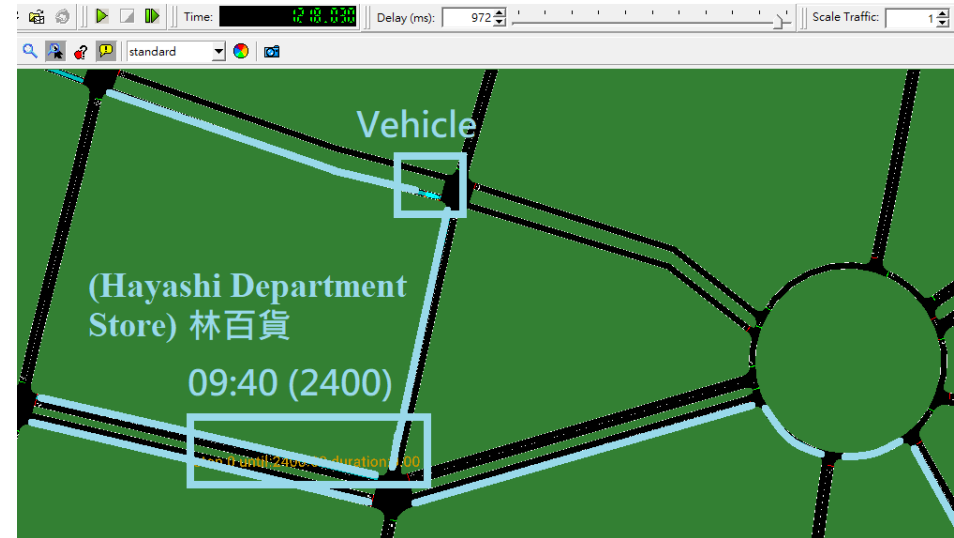 Time:
Delay (ms): 972
Scale Traffic: 1
standard
Vehicle
(Hayashi Department
Store) 林百貨
09:40 (2400)